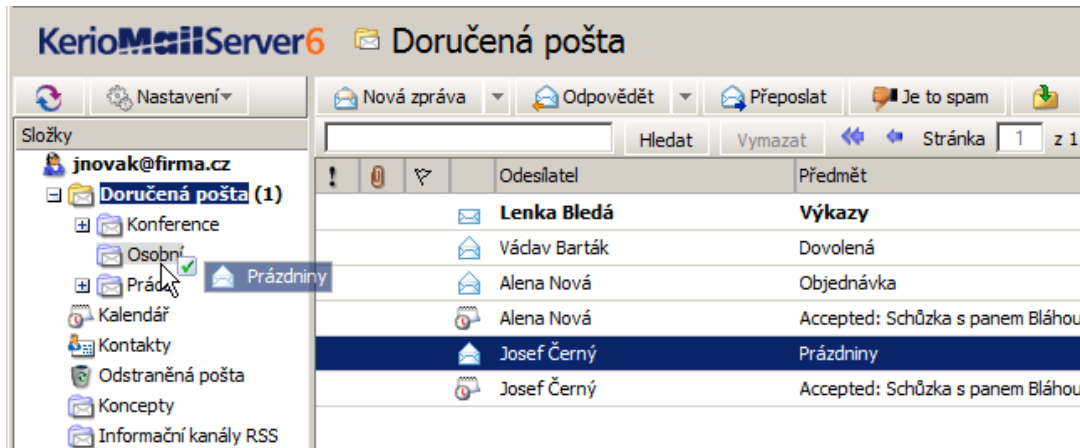 KerioMailServer6 Doručená pošta
Nastavení Nová zpráva Odpovědět Přeposlat Je to spam
Složky Hledat Vymazat Stránka 1 z 1
jnovak@firma.cz
Odesílatel Předmět
Doručená pošta (1)
Lenka Bledá Výkazy
Konference
Václav Barták Dovolená
Osobní
Prázdniny
Alena Nová Objednávka
Kalendář
Alena Nová Accepted: Schůzka s panem Bláhou
Kontakty
Josef Černý Prázdniny
Odstraněná pošta
Josef Černý Accepted: Schůzka s panem Bláhou
Koncepty
Informační kanály RSS